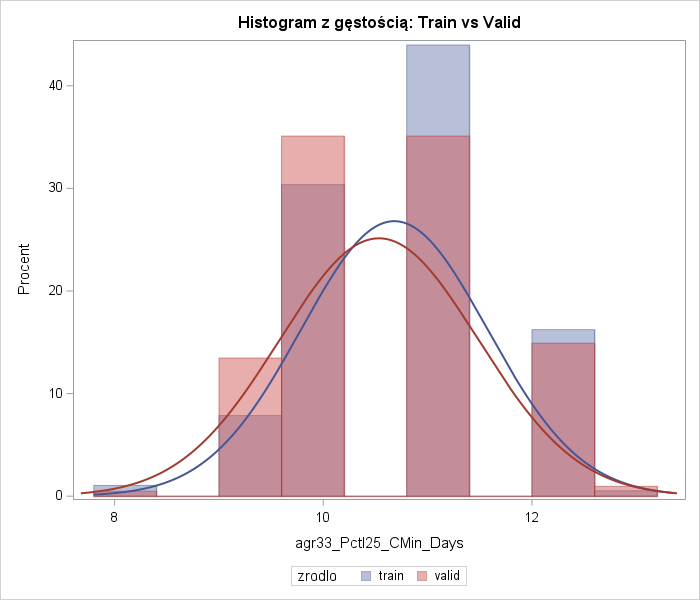 Histogram z gęstością: Train vs Valid
Procent
40
30
20
10
0
8
10
12
agr33_Pctl25_CMin_Days
zrodlo train valid